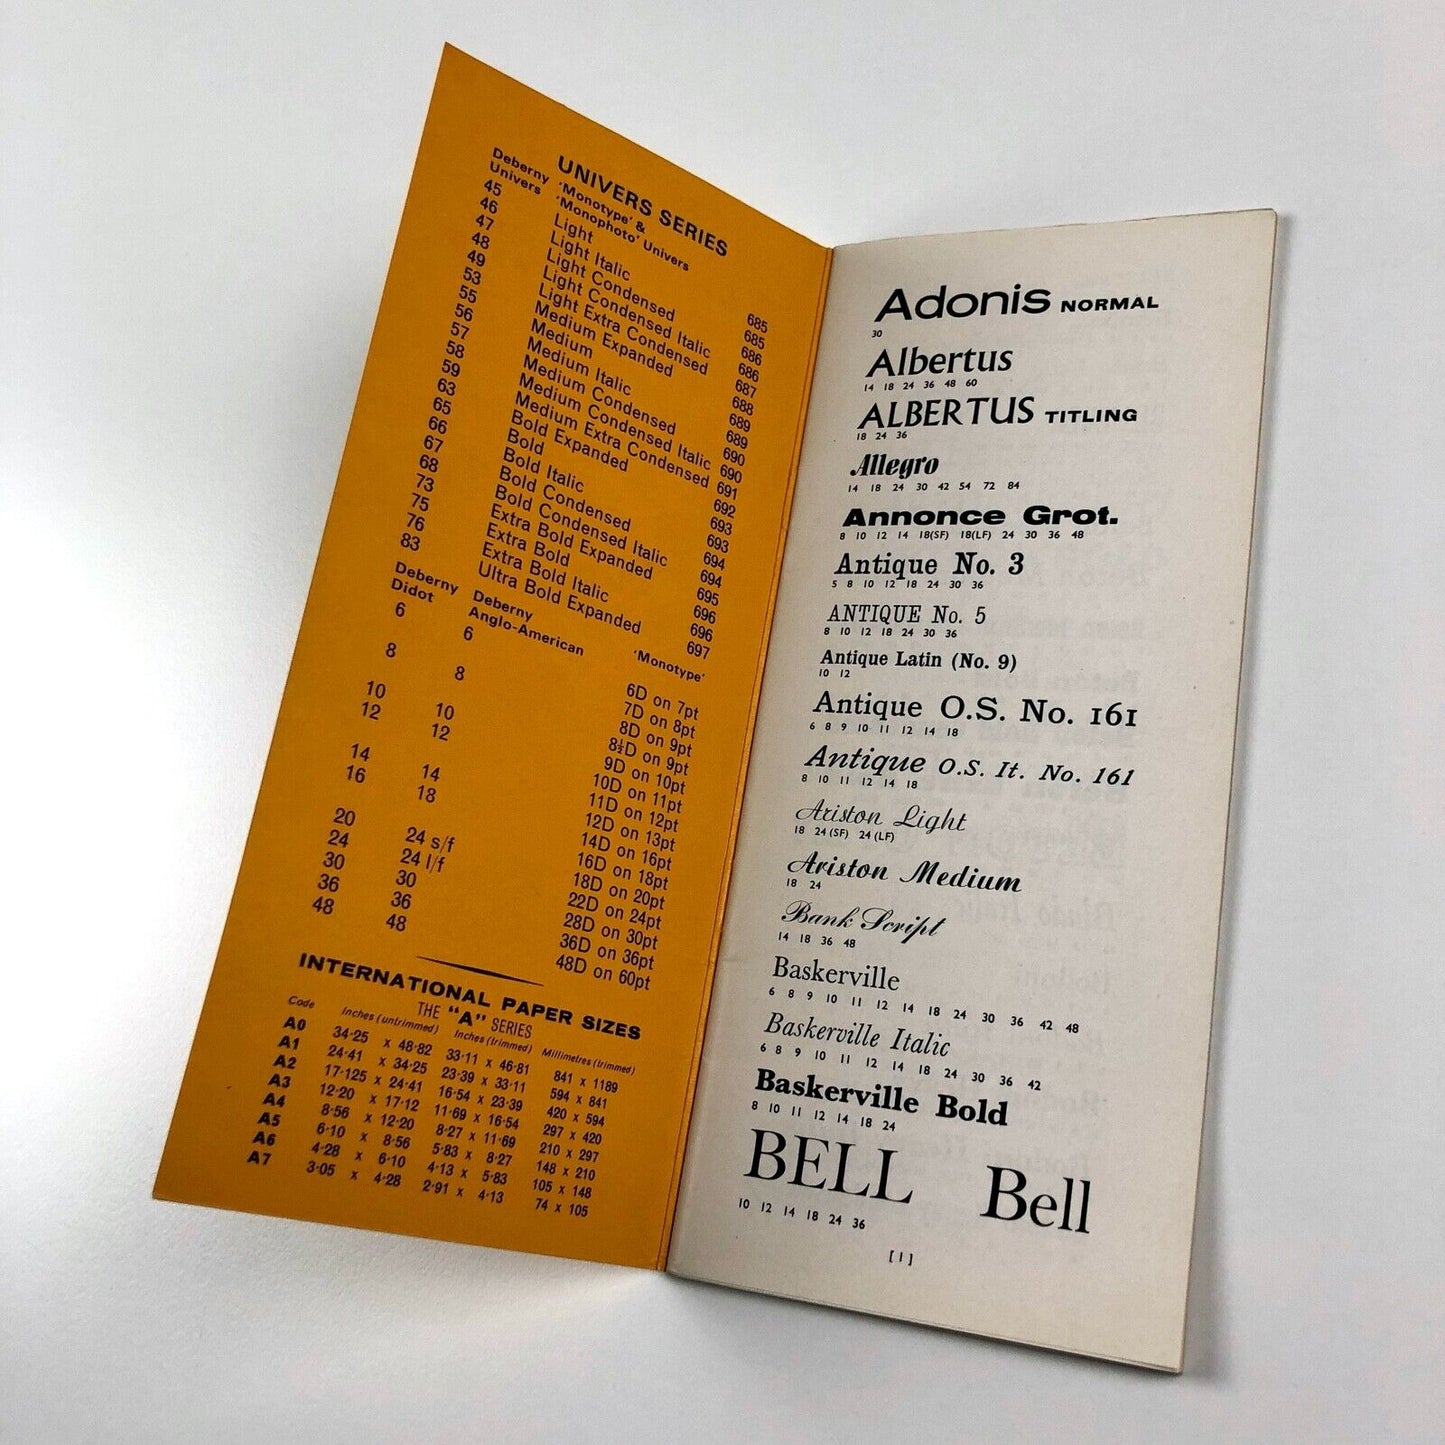 UNIVERS SERIES
Deberny Univers 'Monotype' & 'Monophoto' Univers
45 Light 685
46 Light Italic 685
47 Light Condensed 686
48 Light Condensed Italic 686
49 Light Extra Condensed 687
53 Medium Expanded 688
55 Medium 689
56 Medium Italic 689
57 Medium Condensed 690
58 Medium Condensed Italic 690
59 Medium Extra Condensed 691
63 Bold Expanded 692
65 Bold 693
66 Bold Italic 693
67 Bold Condensed 694
68 Bold Condensed Italic 694
73 Extra Bold Expanded 695
75 Extra Bold 696
76 Extra Bold Italic 696
83 Ultra Bold Expanded 697
Deberny Didot Deberny Anglo-American 'Monotype'
6 6 6D on 7pt
7D on 8pt
8 8 8D on 9pt
8½D on 9pt
10 10 9D on 10pt
12 12 10D on 11pt
11D on 12pt
14 14 12D on 13pt
16 18 14D on 16pt
16D on 18pt
20 24 s/f 18D on 20pt
24 24 l/f 22D on 24pt
30 30 28D on 30pt
36 36 36D on 36pt
48 48 48D on 60pt
INTERNATIONAL PAPER SIZES
THE "A" SERIES
Code Inches (untrimmed) Inches (trimmed) Millimetres (trimmed)
A0 34·25 x 48·82 33·11 x 46·81 841 x 1189
A1 24·41 x 34·25 23·39 x 33·11 594 x 841
A2 17·125 x 24·41 16·54 x 23·39 420 x 594
A3 12·20 x 17·12 11·69 x 16·54 297 x 420
A4 8·56 x 12·20 8·27 x 11·69 210 x 297
A5 6·10 x 8·56 5·83 x 8·27 148 x 210
A6 4·28 x 6·10 4·13 x 5·83 105 x 148
A7 3·05 x 4·28 2·91 x 4·13 74 x 105
Adonis NORMAL
30
Albertus
14 18 24 36 48 60
ALBERTUS TITLING
18 24 36
Allegro
14 18 24 30 42 54 72 84
Annonce Grot.
8 10 12 14 18(SF) 18(LF) 24 30 36 48
Antique No. 3
5 8 10 12 18 24 30 36
ANTIQUE No. 5
8 10 12 18 24 30 36
Antique Latin (No. 9)
10 12
Antique O.S. No. 161
6 8 9 10 11 12 14 18
Antique O.S. It. No. 161
8 10 11 12 14 18
Ariston Light
18 24(SF) 24(LF)
Ariston Medium
18 24
Bank Script
14 18 36 48
Baskerville
6 8 9 10 11 12 14 18 24 30 36 42 48
Baskerville Italic
6 8 9 10 11 12 14 18 24 30 36 42
Baskerville Bold
8 10 11 12 14 18 24
BELL Bell
10 12 14 18 24 36
[1]